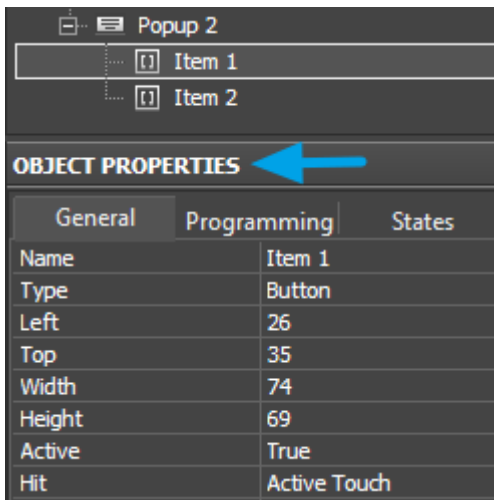 Popup 2
Item 1
Item 2
OBJECT PROPERTIES
General Programming States
Name Item 1
Type Button
Left 26
Top 35
Width 74
Height 69
Active True
Hit Active Touch